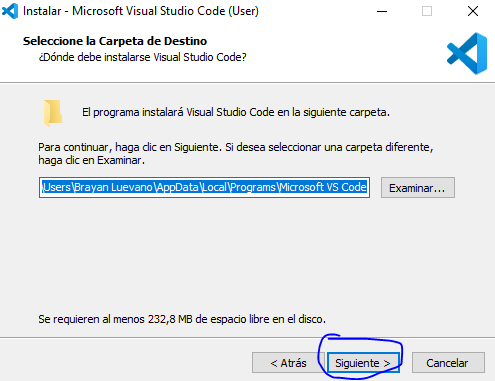 Instalar - Microsoft Visual Studio Code (User)
Seleccione la Carpeta de Destino
¿Dónde debe instalarse Visual Studio Code?
El programa instalará Visual Studio Code en la siguiente carpeta.
Para continuar, haga clic en Siguiente. Si desea seleccionar una carpeta diferente,
haga clic en Examinar.
\Users\Brayan Luevano\AppData\Local\Programs\Microsoft VS Code
Examinar...
Se requieren al menos 232,8 MB de espacio libre en el disco.
< Atrás
Siguiente >
Cancelar